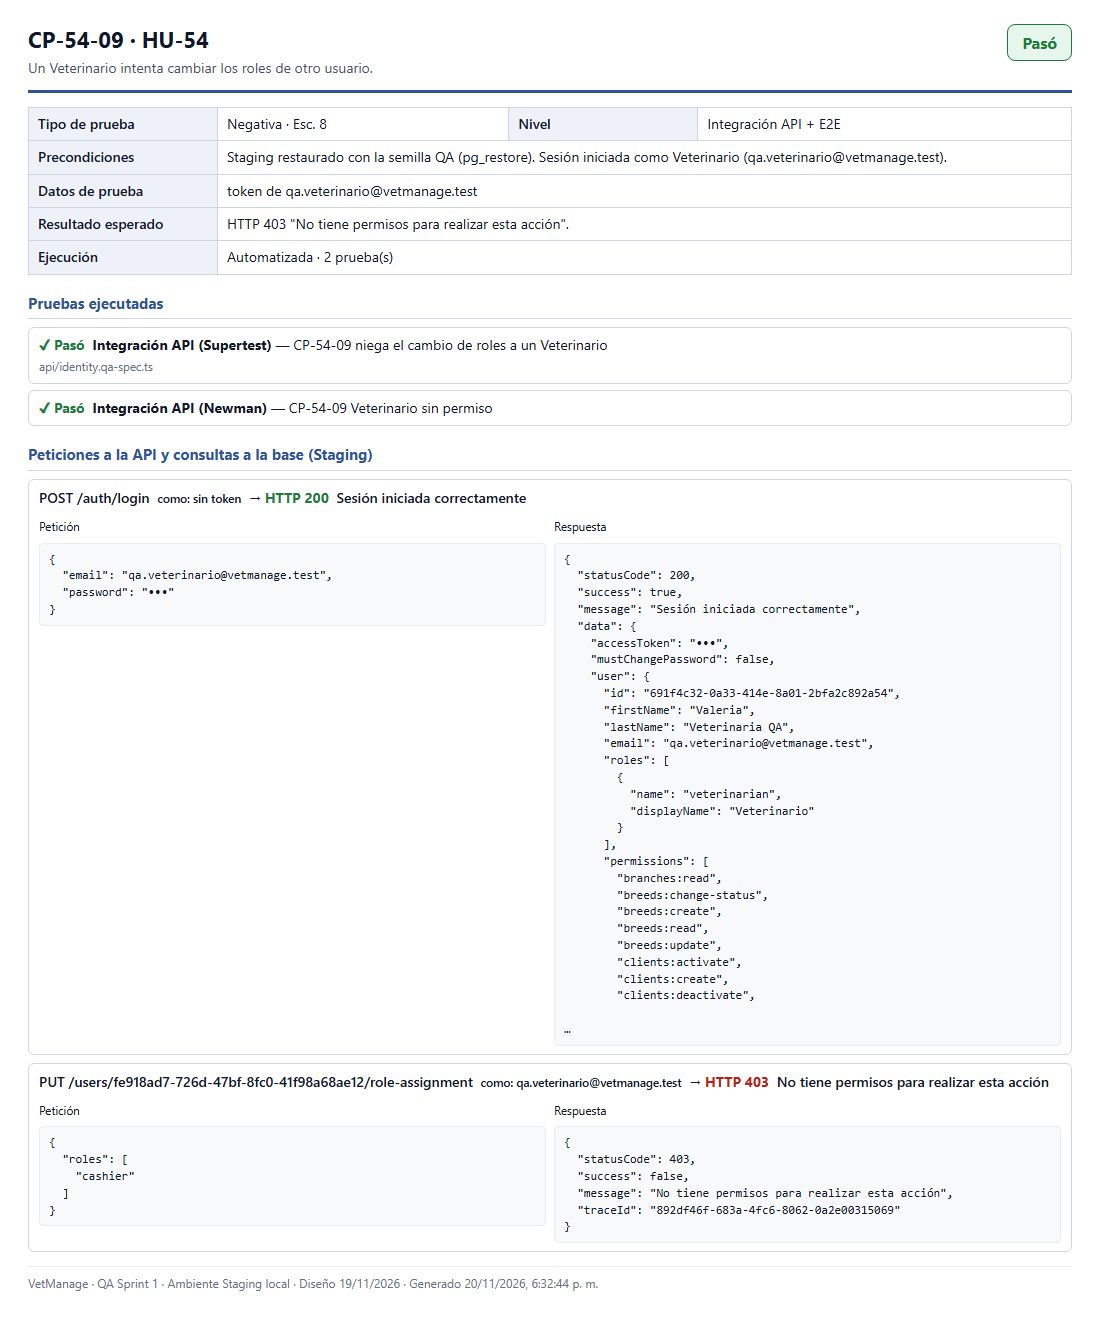 CP-54-09 · HU-54
Pasó
Un Veterinario intenta cambiar los roles de otro usuario.
Tipo de prueba Negativa · Esc. 8 Nivel Integración API + E2E
Precondiciones Staging restaurado con la semilla QA (pg_restore). Sesión iniciada como Veterinario (qa.veterinario@vetmanage.test).
Datos de prueba token de qa.veterinario@vetmanage.test
Resultado esperado HTTP 403 "No tiene permisos para realizar esta acción".
Ejecución Automatizada · 2 prueba(s)
Pruebas ejecutadas
✓ Pasó Integración API (Supertest) — CP-54-09 niega el cambio de roles a un Veterinario
api/identity.qa-spec.ts
✓ Pasó Integración API (Newman) — CP-54-09 Veterinario sin permiso
Peticiones a la API y consultas a la base (Staging)
POST /auth/login como: sin token → HTTP 200 Sesión iniciada correctamente
Petición
{
  "email": "qa.veterinario@vetmanage.test",
  "password": "•••"
}
Respuesta
{
  "statusCode": 200,
  "success": true,
  "message": "Sesión iniciada correctamente",
  "data": {
    "accessToken": "•••",
    "mustChangePassword": false,
    "user": {
      "id": "691f4c32-0a33-414e-8a01-2bfa2c892a54",
      "firstName": "Valeria",
      "lastName": "Veterinaria QA",
      "email": "qa.veterinario@vetmanage.test",
      "roles": [
        {
          "name": "veterinarian",
          "displayName": "Veterinario"
        }
      ],
      "permissions": [
        "branches:read",
        "breeds:change-status",
        "breeds:create",
        "breeds:read",
        "breeds:update",
        "clients:activate",
        "clients:create",
        "clients:deactivate",
…
PUT /users/fe918ad7-726d-47bf-8fc0-41f98a68ae12/role-assignment como: qa.veterinario@vetmanage.test → HTTP 403 No tiene permisos para realizar esta acción
Petición
{
  "roles": [
    "cashier"
  ]
}
Respuesta
{
  "statusCode": 403,
  "success": false,
  "message": "No tiene permisos para realizar esta acción",
  "traceId": "892df46f-683a-4fc6-8062-0a2e00315069"
}
VetManage · QA Sprint 1 · Ambiente Staging local · Diseño 19/11/2026 · Generado 20/11/2026, 6:32:44 p. m.